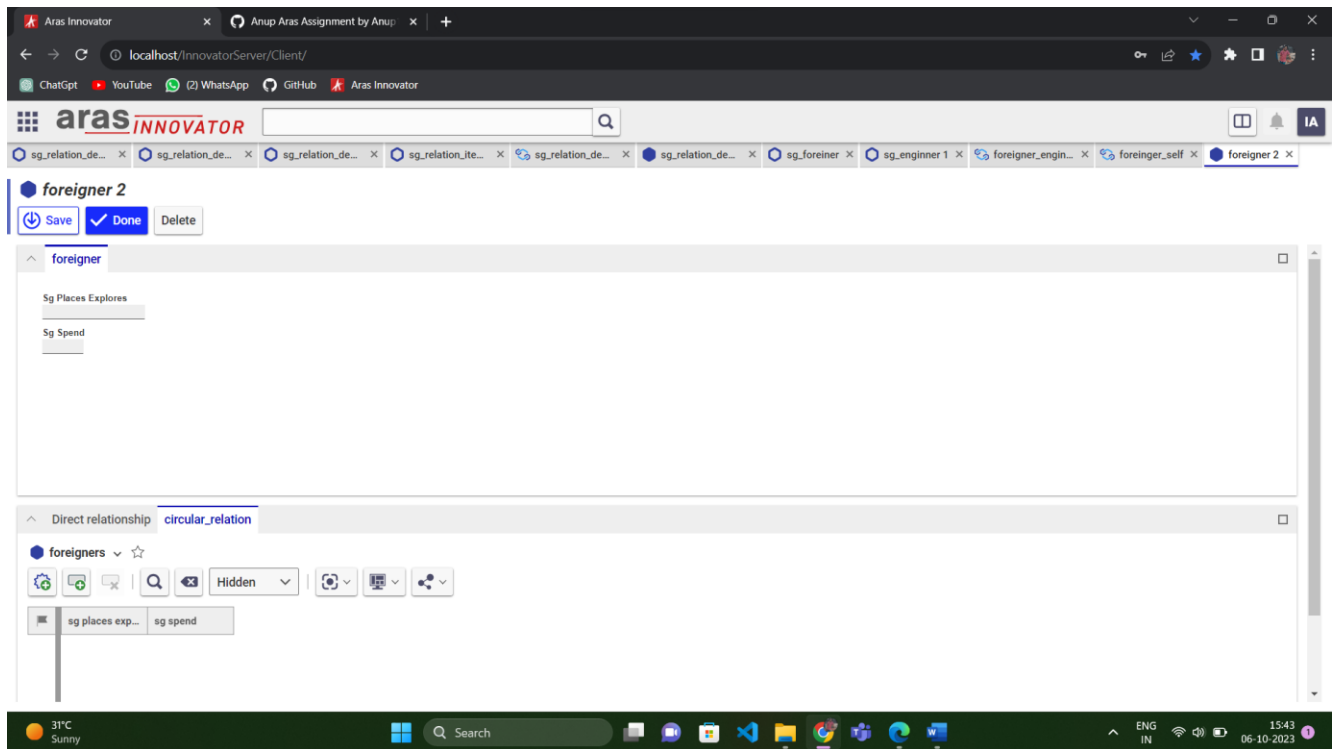 Aras Innovator
Anup Aras Assignment by Anup
localhost/InnovatorServer/Client/
ChatGpt YouTube (2) WhatsApp GitHub Aras Innovator
aras INNOVATOR
IA
sg_relation_de... sg_relation_de... sg_relation_de... sg_relation_ite... sg_relation_de... sg_relation_de... sg_foreiner sg_enginner 1 foreigner_engin... foreinger_self foreigner 2
foreigner 2
Save Done Delete
foreigner
Sg Places Explores
Sg Spend
Direct relationship circular_relation
foreigners
Hidden
sg places exp... sg spend
31°C
Sunny
Search
ENG
IN
15:43
06-10-2023
1